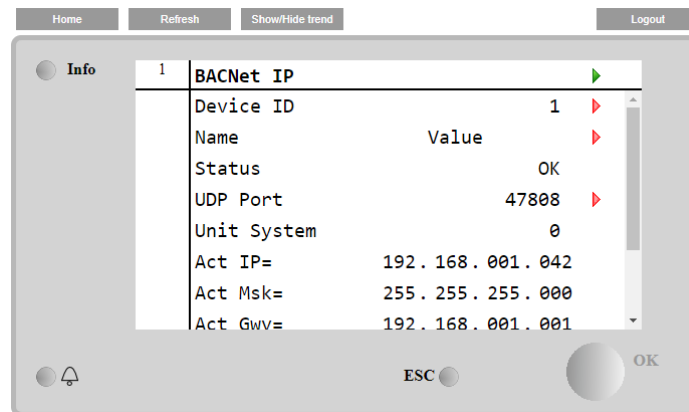 Home Refresh Show/Hide trend Logout
Info 1 BACNet IP
Device ID 1
Name Value
Status OK
UDP Port 47808
Unit System 0
Act IP= 192.168.001.042
Act Msk= 255.255.255.000
Act Gwy= 192.168.001.001
ESC OK